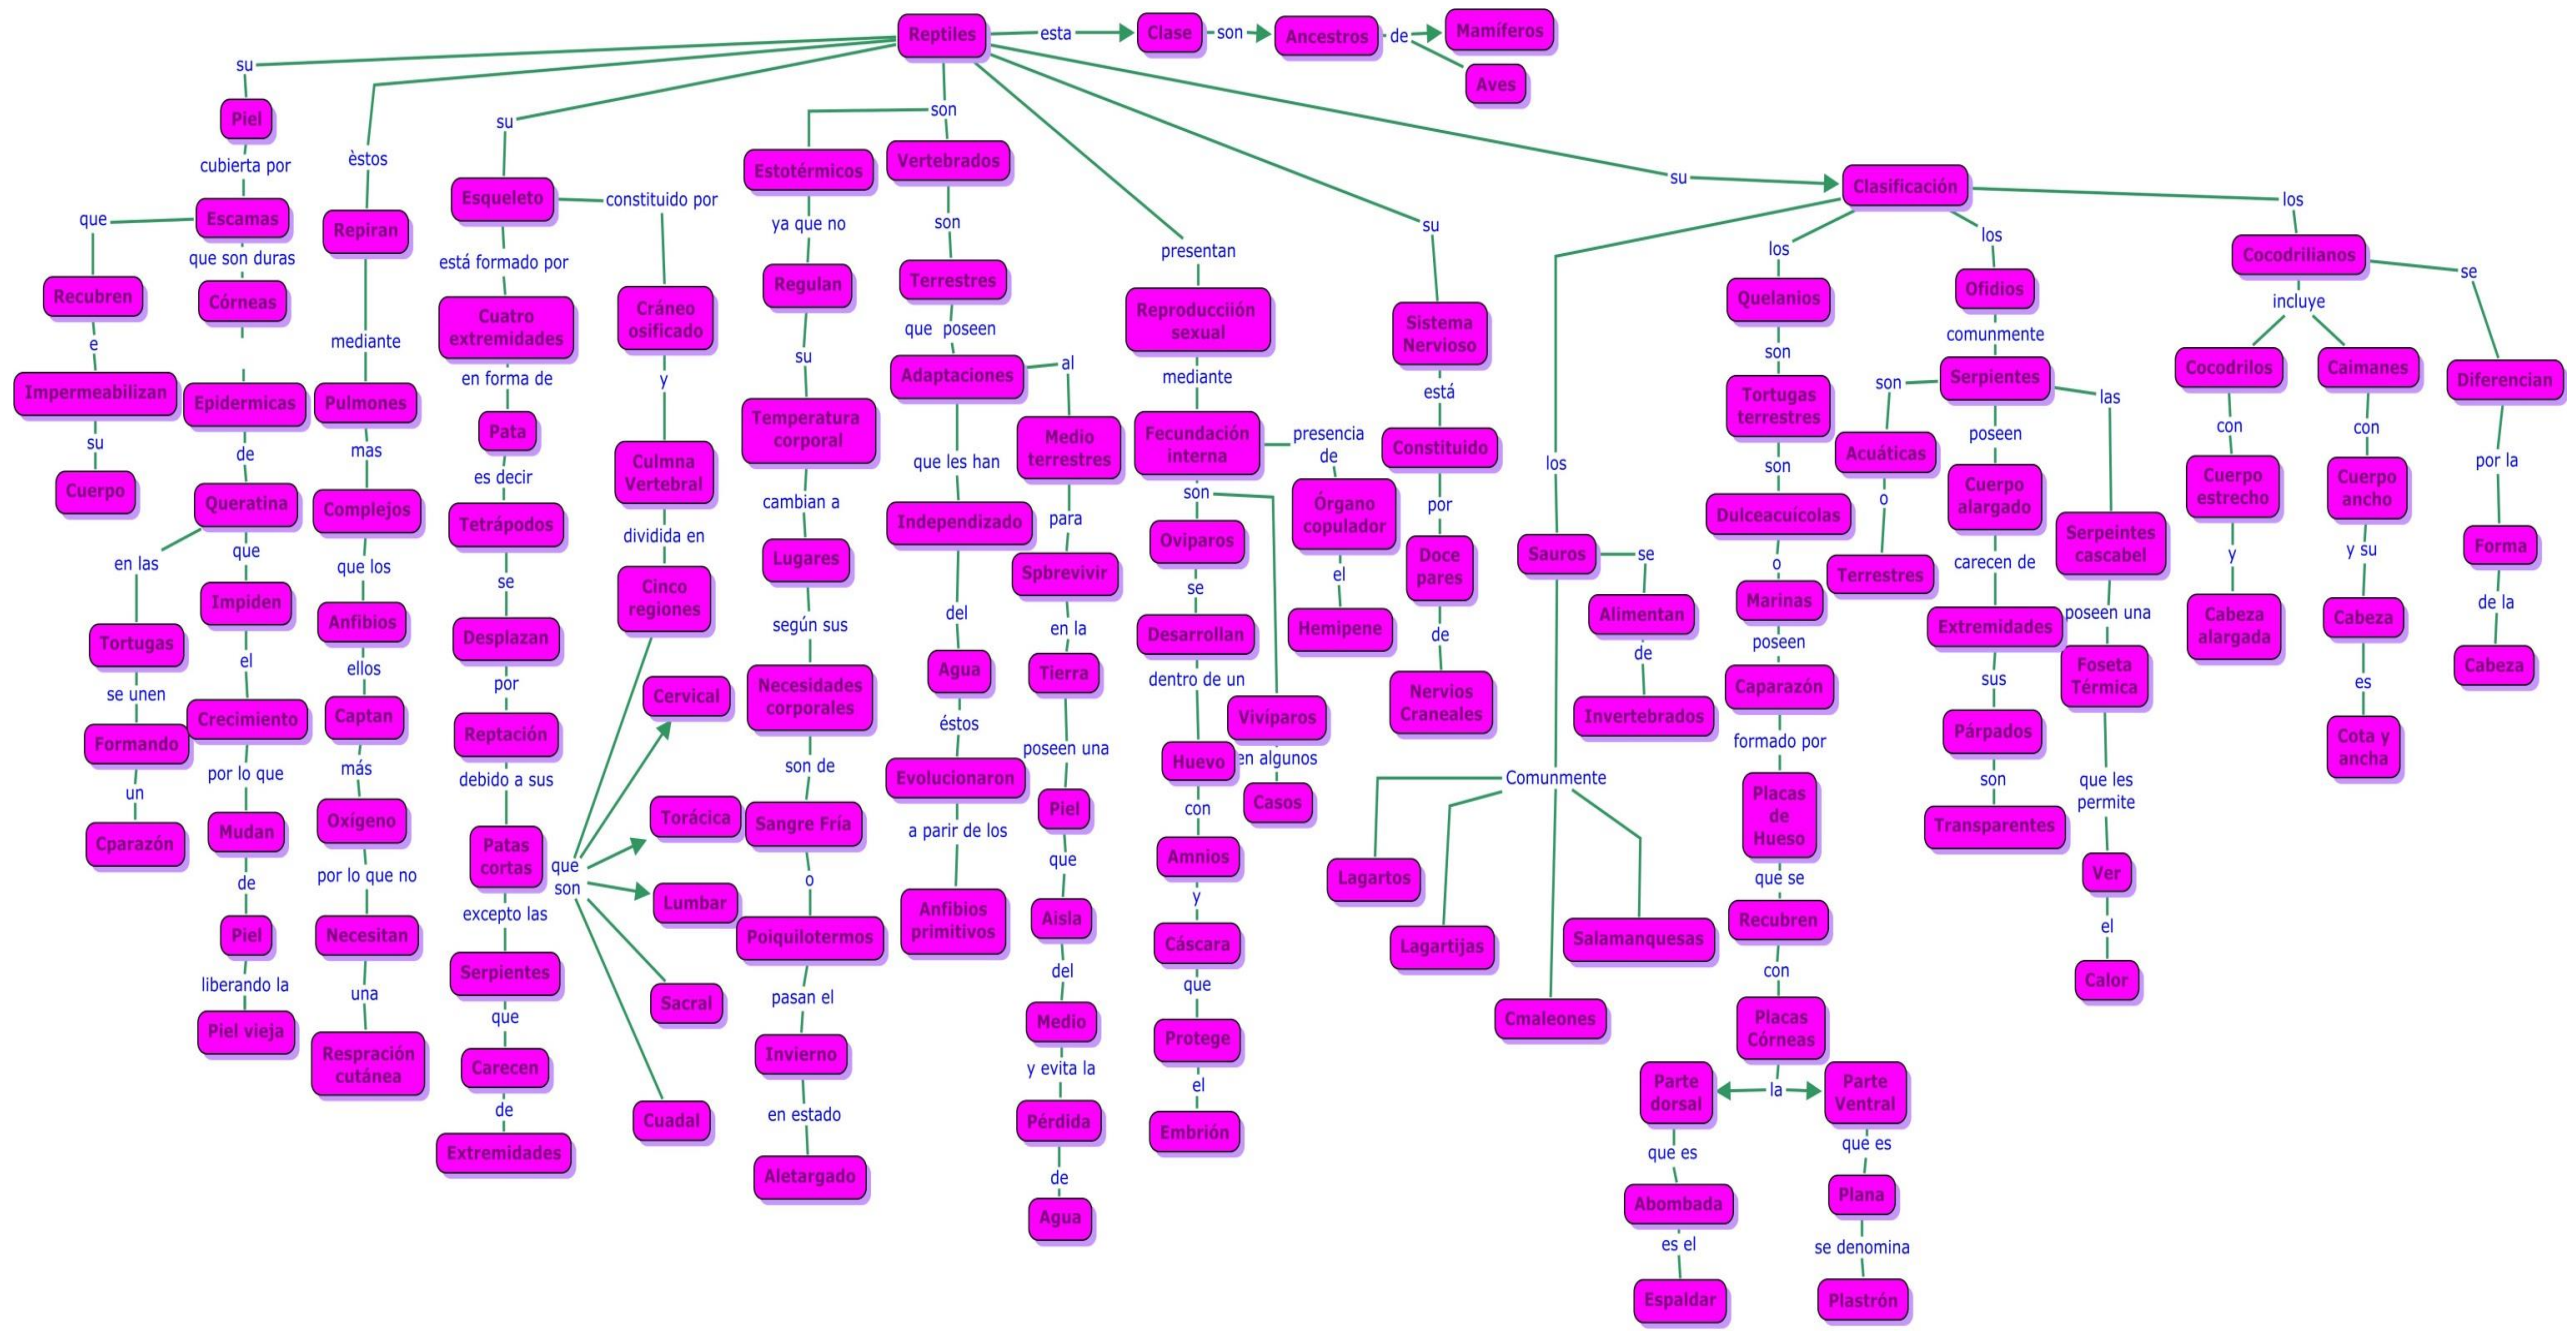 Reptiles
esta
Clase
son
Ancestros
de
Mamíferos
Aves
su
Piel
cubierta por
Escamas
que
Recubren
e
Impermeabilizan
su
Cuerpo
que son duras
Córneas
Epidermicas
de
Queratina
en las
Tortugas
se unen
Formando
un
Cparazón
que
Impiden
el
Crecimiento
por lo que
Mudan
de
Piel
liberando la
Piel vieja
èstos
Repiran
mediante
Pulmones
mas
Complejos
que los
Anfibios
ellos
Captan
más
Oxígeno
por lo que no
Necesitan
una
Respración
cutánea
su
Esqueleto
está formado por
Cuatro
extremidades
en forma de
Pata
es decir
Tetrápodos
se
Desplazan
por
Reptación
debido a sus
Patas
cortas
excepto las
Serpientes
que
Carecen
de
Extremidades
constituido por
Cráneo
osificado
y
Culmna
Vertebral
dividida en
Cinco
regiones
que
son
Cervical
Torácica
Lumbar
Sacral
Cuadal
son
Estotérmicos
ya que no
Regulan
su
Temperatura
corporal
cambian a
Lugares
según sus
Necesidades
corporales
son de
Sangre Fría
o
Poiquilotermos
pasan el
Invierno
en estado
Aletargado
Vertebrados
son
Terrestres
que poseen
Adaptaciones
que les han
Independizado
del
Agua
éstos
Evolucionaron
a parir de los
Anfibios
primitivos
al
Medio
terrestres
para
Spbrevivir
en la
Tierra
poseen una
Piel
que
Aisla
del
Medio
y evita la
Pérdida
de
Agua
presentan
Reproducciión
sexual
mediante
Fecundación
interna
presencia
de
Órgano
copulador
el
Hemipene
son
Oviparos
se
Desarrollan
dentro de un
Huevo
con
Amnios
y
Cáscara
que
Protege
el
Embrión
Vivíparos
en algunos
Casos
su
Sistema
Nervioso
está
Constituido
por
Doce
pares
de
Nervios
Craneales
su
Clasificación
los
Sauros
se
Alimentan
de
Invertebrados
Comunmente
Lagartos
Lagartijas
Cmaleones
Salamanquesas
los
Quelanios
son
Tortugas
terrestres
son
Dulceacuícolas
o
Marinas
poseen
Caparazón
formado por
Placas
de
Hueso
que se
Recubren
con
Placas
Córneas
la
Parte
dorsal
que es
Abombada
es el
Espaldar
Parte
Ventral
que es
Plana
se denomina
Plastrón
los
Ofidios
comunmente
Serpientes
son
Acuáticas
o
Terrestres
poseen
Cuerpo
alargado
carecen de
Extremidades
sus
Párpados
son
Transparentes
las
Serpeintes
cascabel
poseen una
Foseta
Térmica
que les
permite
Ver
el
Calor
los
Cocodrilianos
incluye
Cocodrilos
con
Cuerpo
estrecho
y
Cabeza
alargada
Caimanes
con
Cuerpo
ancho
y su
Cabeza
es
Cota y
ancha
se
Diferencian
por la
Forma
de la
Cabeza